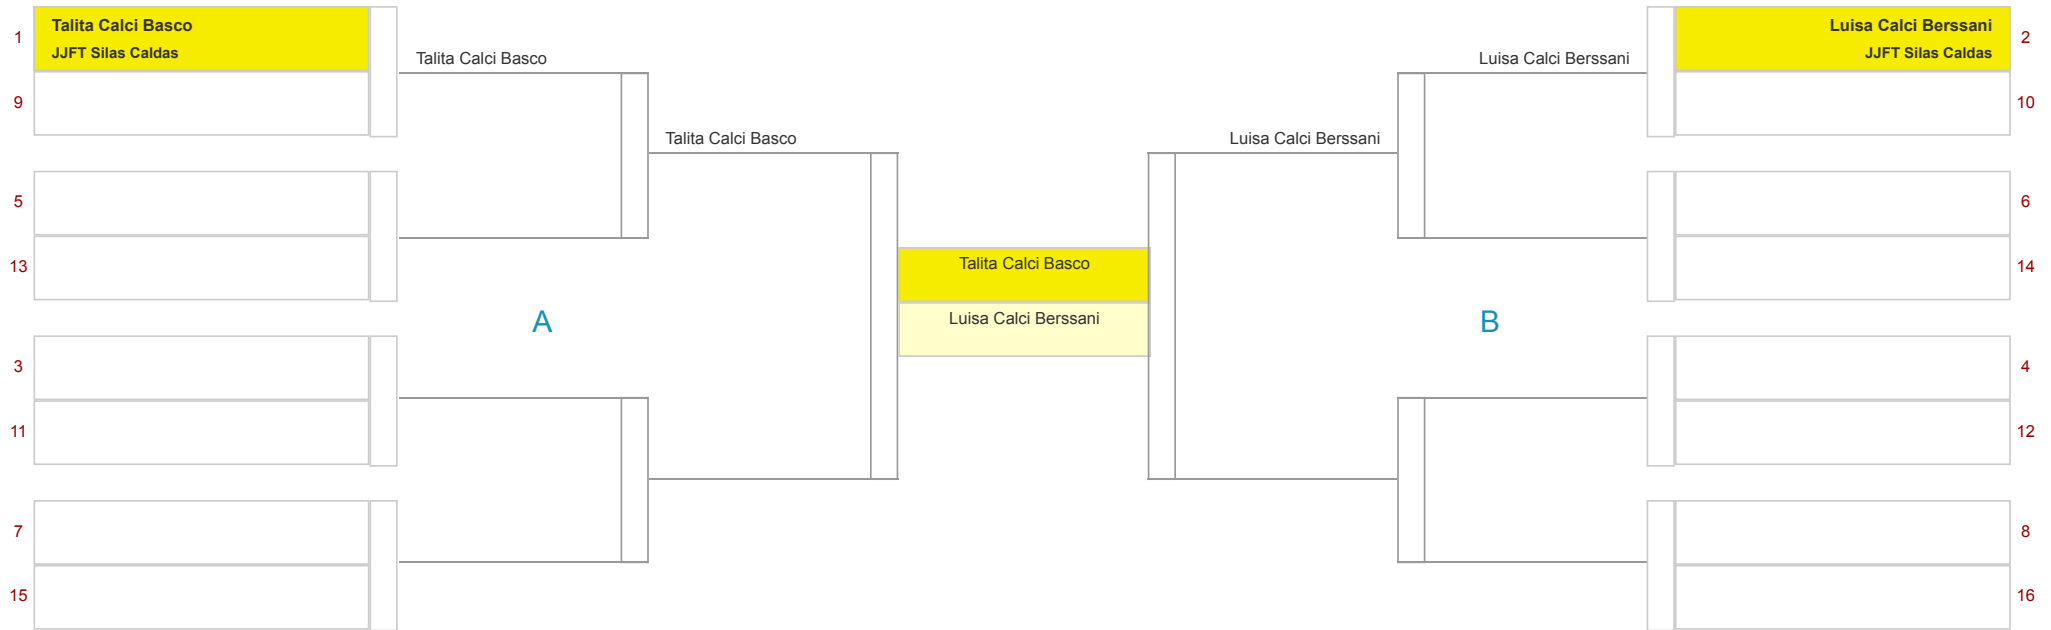 1
Talita Calci Basco
JJFT Silas Caldas
9
5
13
3
11
7
15
Talita Calci Basco
Talita Calci Basco
A
Talita Calci Basco
Luisa Calci Berssani
Luisa Calci Berssani
Luisa Calci Berssani
B
Luisa Calci Berssani
JJFT Silas Caldas
2
10
6
14
4
12
8
16